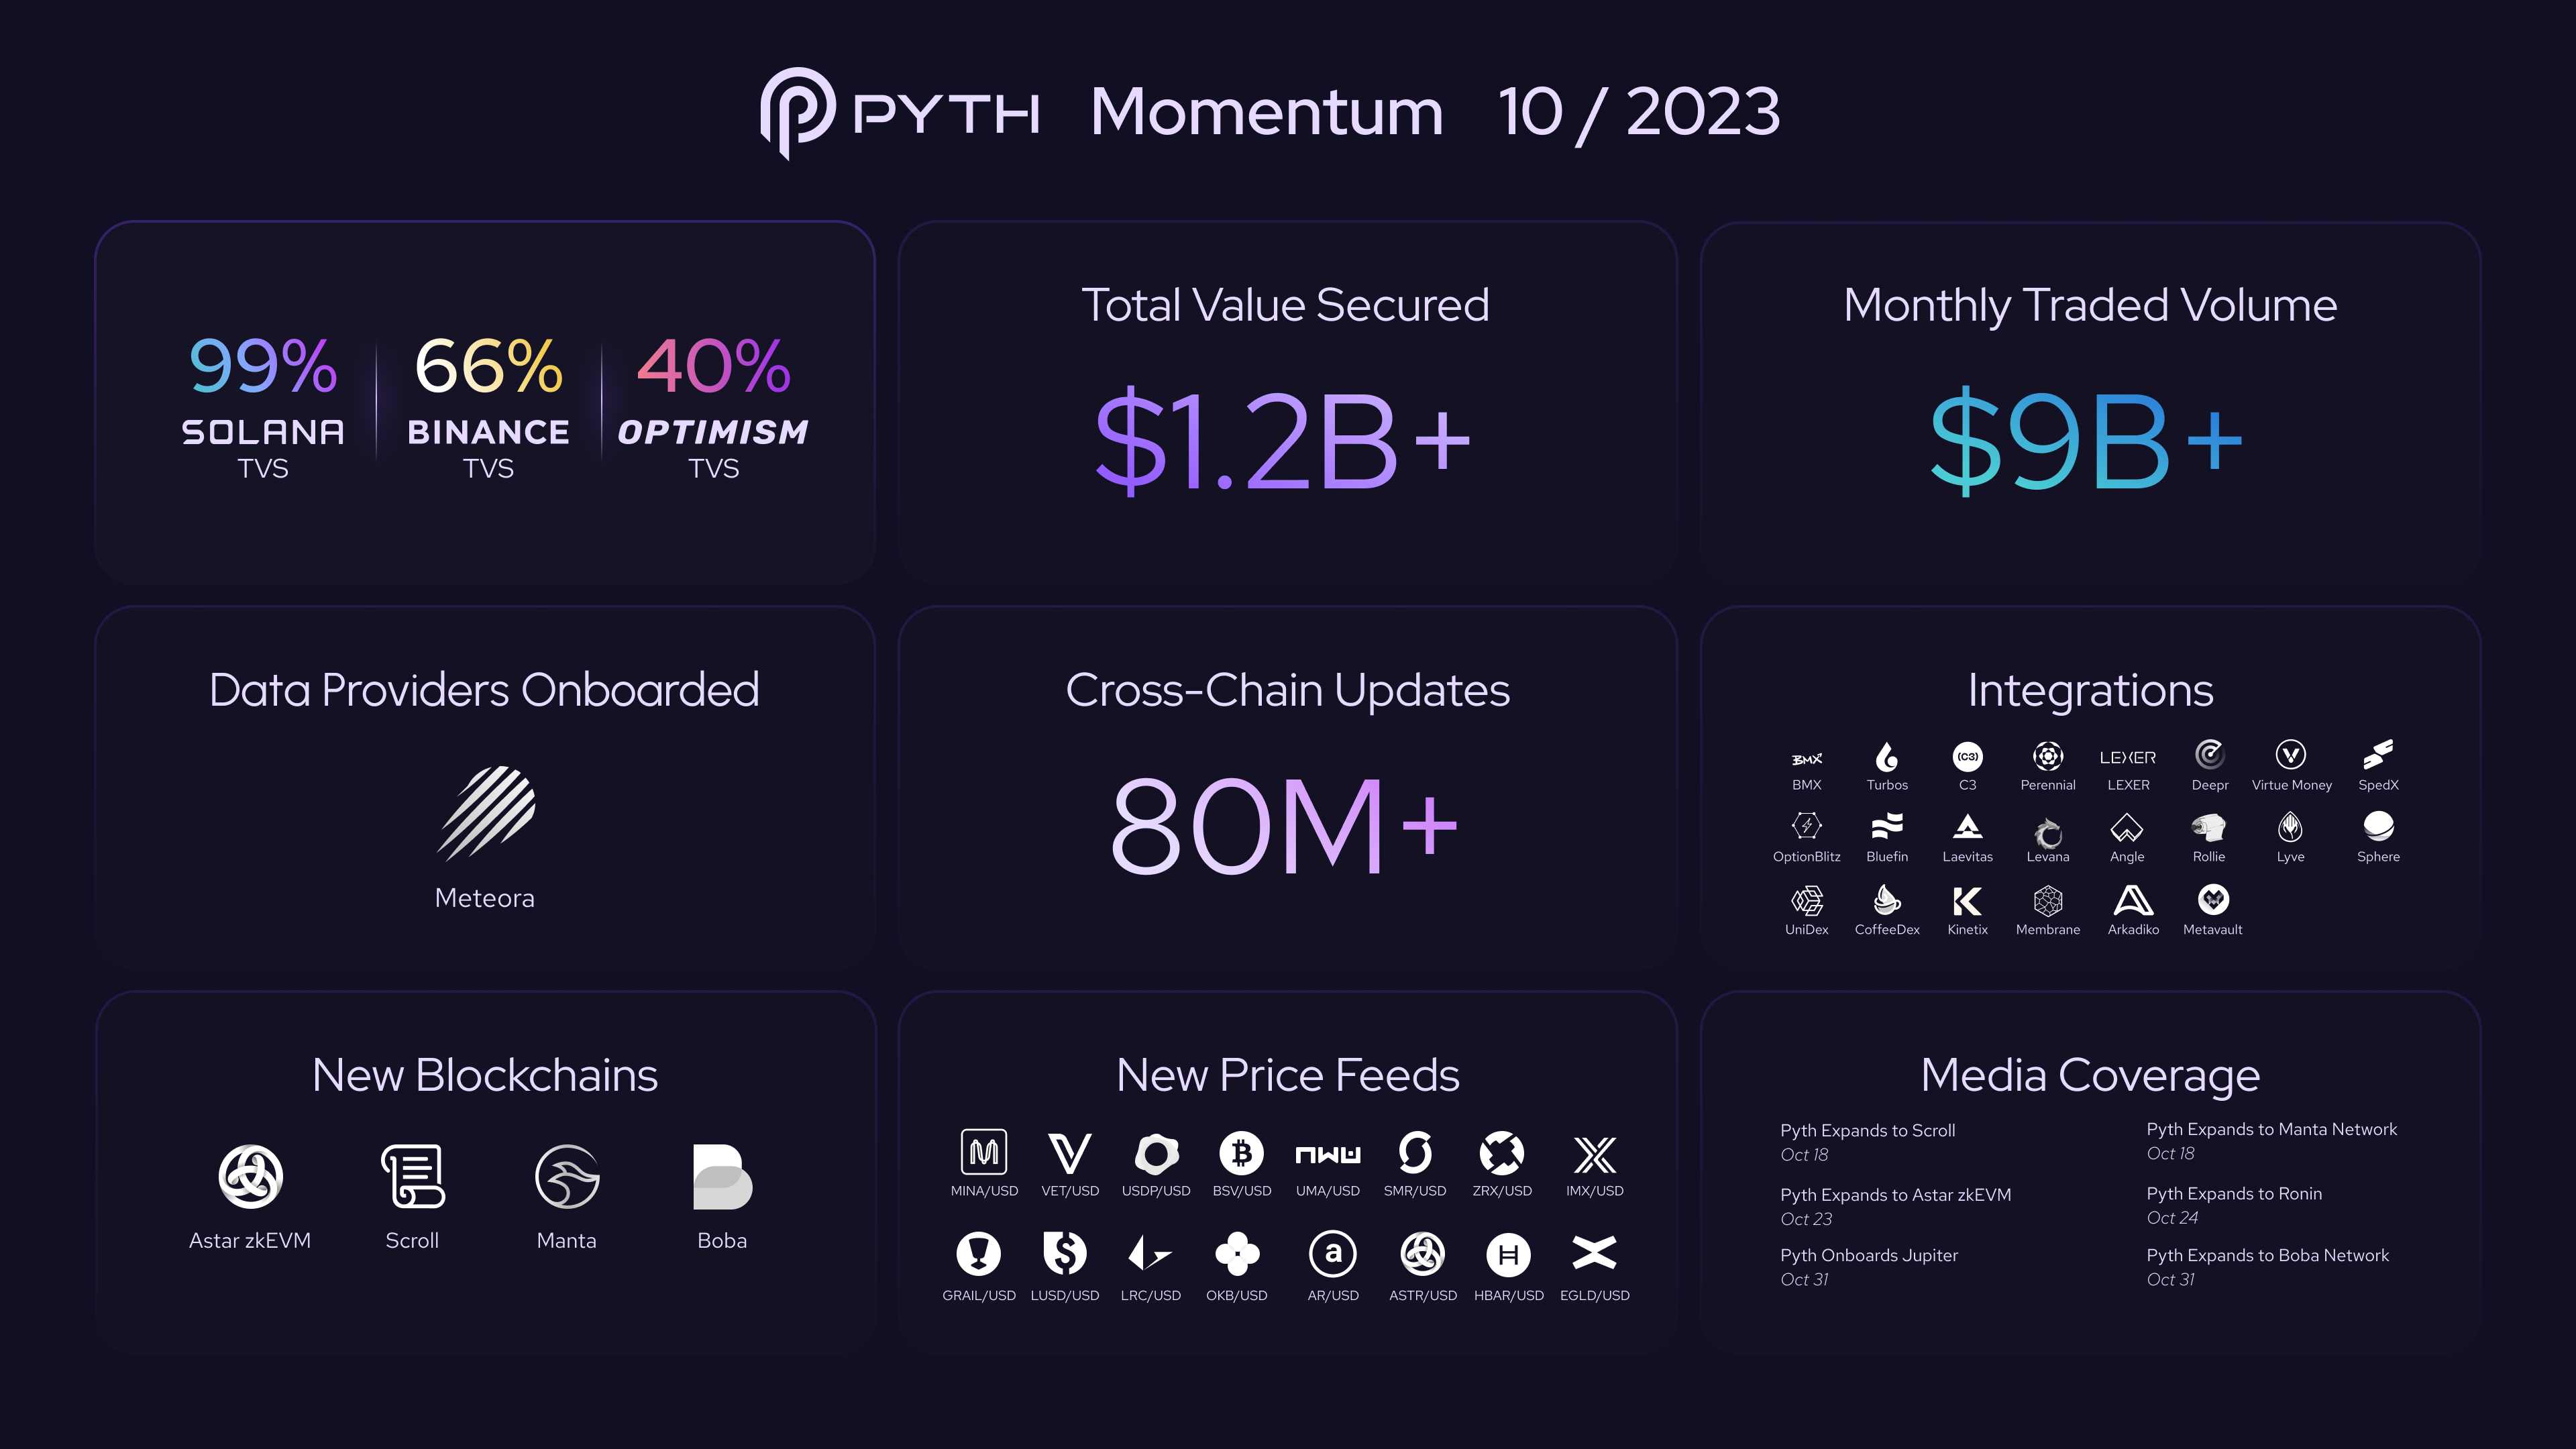 PYTH Momentum 10 / 2023
99% 66% 40%
SOLANA BINANCE OPTIMISM
TVS TVS TVS
Total Value Secured
$1.2B+
Monthly Traded Volume
$9B+
Data Providers Onboarded
Meteora
Cross-Chain Updates
80M+
Integrations
BMX LEXER
(C3)
BMX Turbos C3 Perennial LEXER Deepr Virtue Money SpedX
OptionBlitz Bluefin Laevitas Levana Angle Rollie Lyve Sphere
UniDex CoffeeDex Kinetix Membrane Arkadiko Metavault
New Blockchains
Astar zkEVM Scroll Manta Boba
New Price Feeds
MINA/USD VET/USD USDP/USD BSV/USD UMA/USD SMR/USD ZRX/USD IMX/USD
GRAIL/USD LUSD/USD LRC/USD OKB/USD AR/USD ASTR/USD HBAR/USD EGLD/USD
Media Coverage
Pyth Expands to Scroll
Oct 18
Pyth Expands to Manta Network
Oct 18
Pyth Expands to Astar zkEVM
Oct 23
Pyth Expands to Ronin
Oct 24
Pyth Onboards Jupiter
Oct 31
Pyth Expands to Boba Network
Oct 31